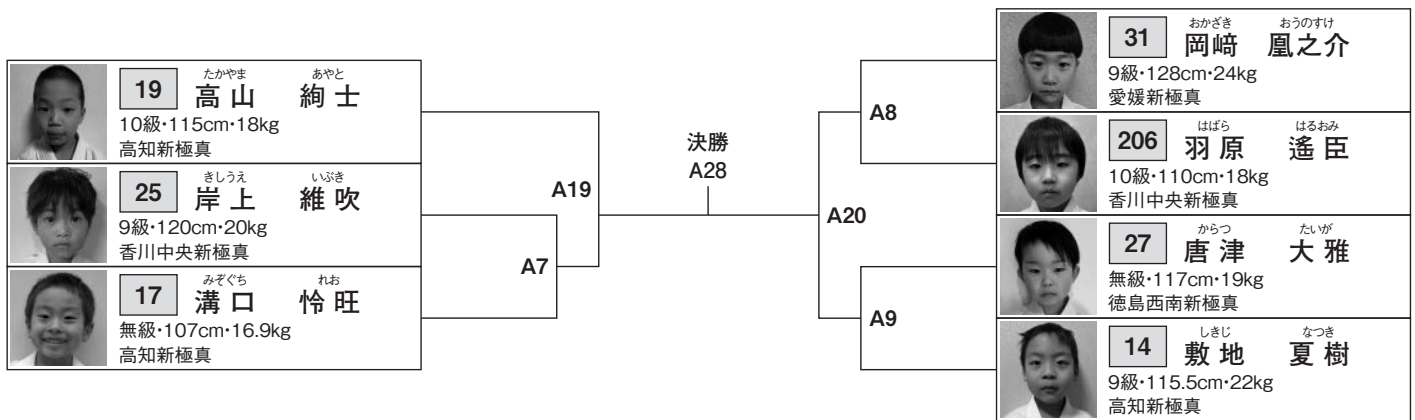 たかやま あやと
19 高山 絢士
10級・115cm・18kg
高知新極真
きしうえ いぶき
25 岸上 維吹
9級・120cm・20kg
香川中央新極真
みぞぐち れお
17 溝口 怜旺
無級・107cm・16.9kg
高知新極真
A19
A7
決勝
A28
A8
A20
A9
おかざき おうのすけ
31 岡﨑 凰之介
9級・128cm・24kg
愛媛新極真
はばら はるおみ
206 羽原 遙臣
10級・110cm・18kg
香川中央新極真
からつ たいが
27 唐津 大雅
無級・117cm・19kg
徳島西南新極真
しきじ なつき
14 敷地 夏樹
9級・115.5cm・22kg
高知新極真